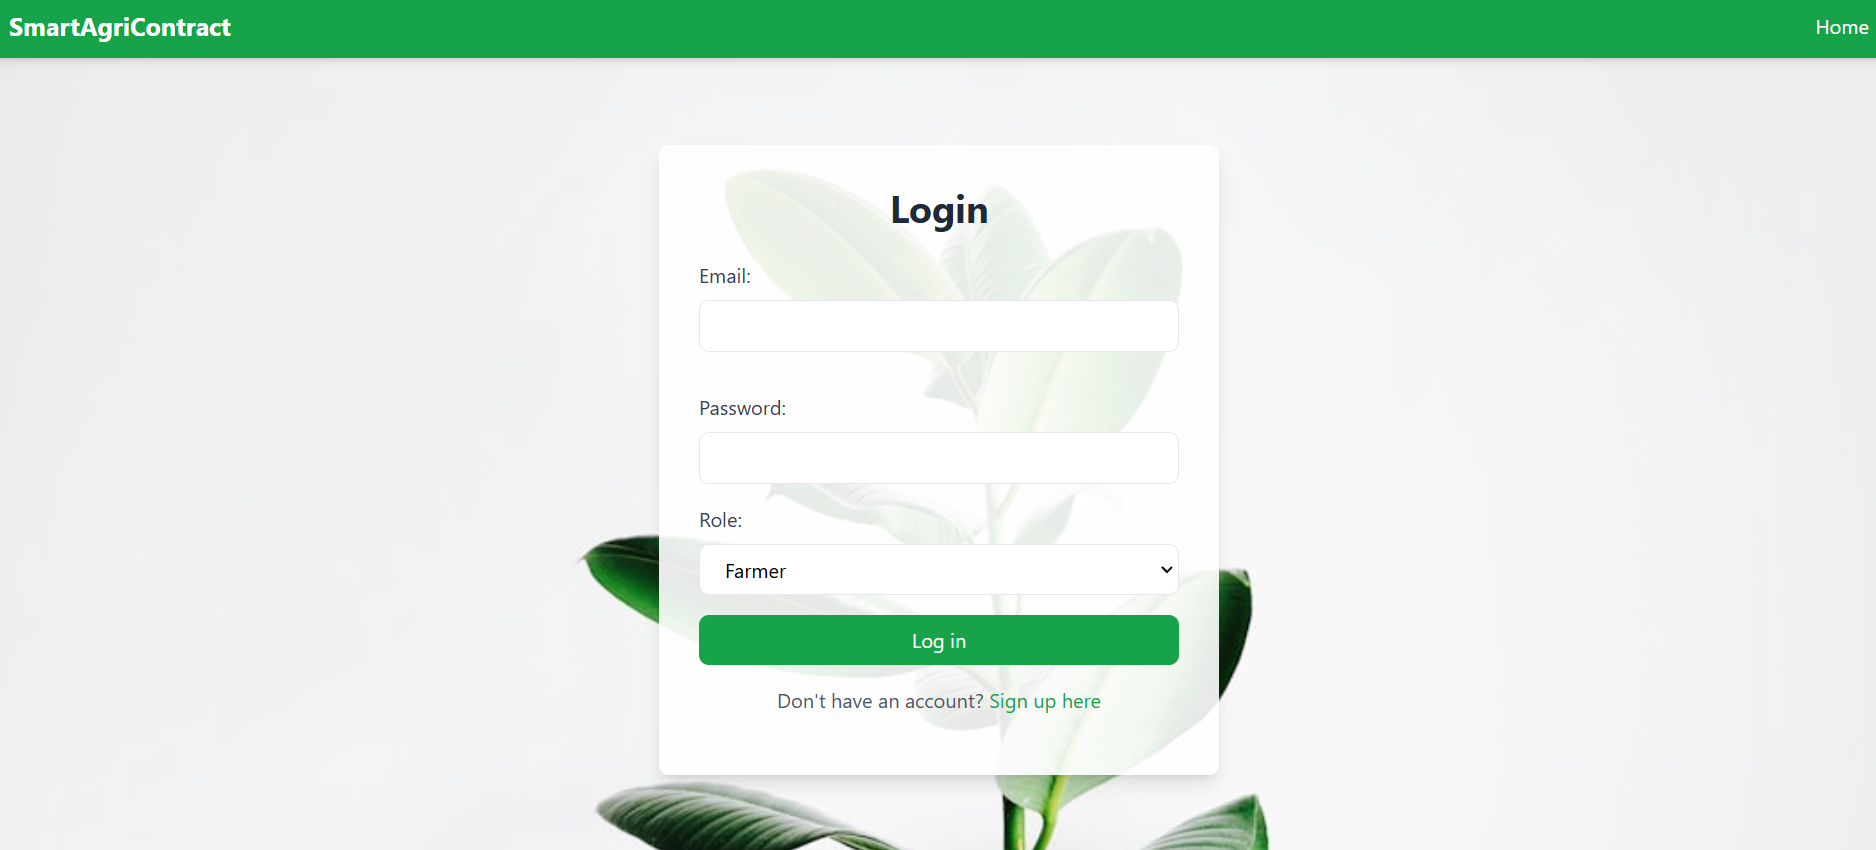 SmartAgriContract
Home
Login
Email:
Password:
Role:
Farmer
Log in
Don't have an account? Sign up here